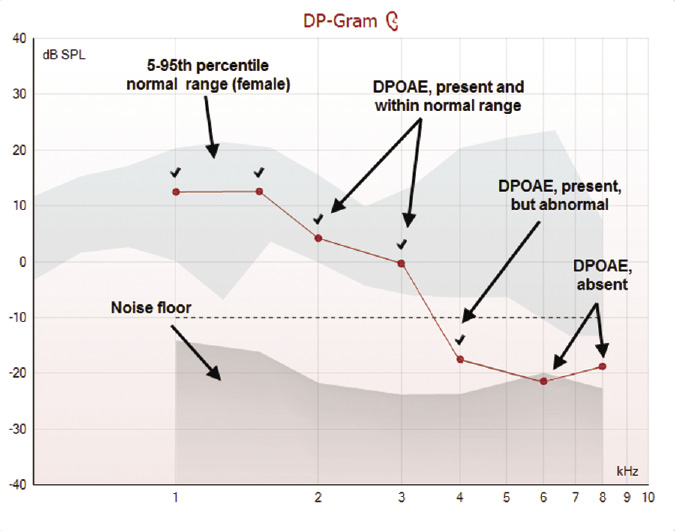 DP-Gram
40
dB SPL
30
20
10
0
-10
-20
-30
-40
5-95th percentile
normal range (female)
DPOAE, present and
within normal range
DPOAE, present,
but abnormal
DPOAE,
absent
Noise floor
kHz
1
2
3
4
5
6
7
8
9
10